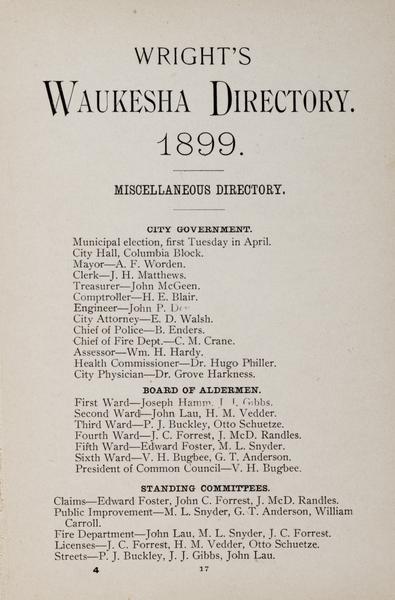 WRIGHT'S
WAUKESHA DIRECTORY.
1899.
MISCELLANEOUS DIRECTORY.
CITY GOVERNMENT.
Municipal election, first Tuesday in April.
City Hall, Columbia Block.
Mayor—A. F. Worden.
Clerk—J. H. Matthews.
Treasurer—John McGeen.
Comptroller—H. E. Blair.
Engineer—John P.
City Attorney—E. D. Walsh.
Chief of Police—B. Enders.
Chief of Fire Dept.—C. M. Crane.
Assessor—Wm. H. Hardy.
Health Commissioner—Dr. Hugo Philler.
City Physician—Dr. Grove Harkness.
BOARD OF ALDERMEN.
First Ward—Joseph Hamm, J. J. Gibbs.
Second Ward—John Lau, H. M. Vedder.
Third Ward—P. J. Buckley, Otto Schuetze.
Fourth Ward—J. C. Forrest, J. McD. Randles.
Fifth Ward—Edward Foster, M. L. Snyder.
Sixth Ward—V. H. Bugbee, G. T. Anderson.
President of Common Council—V. H. Bugbee.
STANDING COMMITPEES.
Claims—Edward Foster, John C. Forrest, J. McD. Randles.
Public Improvement—M. L. Snyder, G. T. Anderson, William
Carroll.
Fire Department—John Lau, M. L. Snyder, J. C. Forrest.
Licenses—J. C. Forrest, H. M. Vedder, Otto Schuetze.
Streets—P. J. Buckley, J. J. Gibbs, John Lau.
4 17